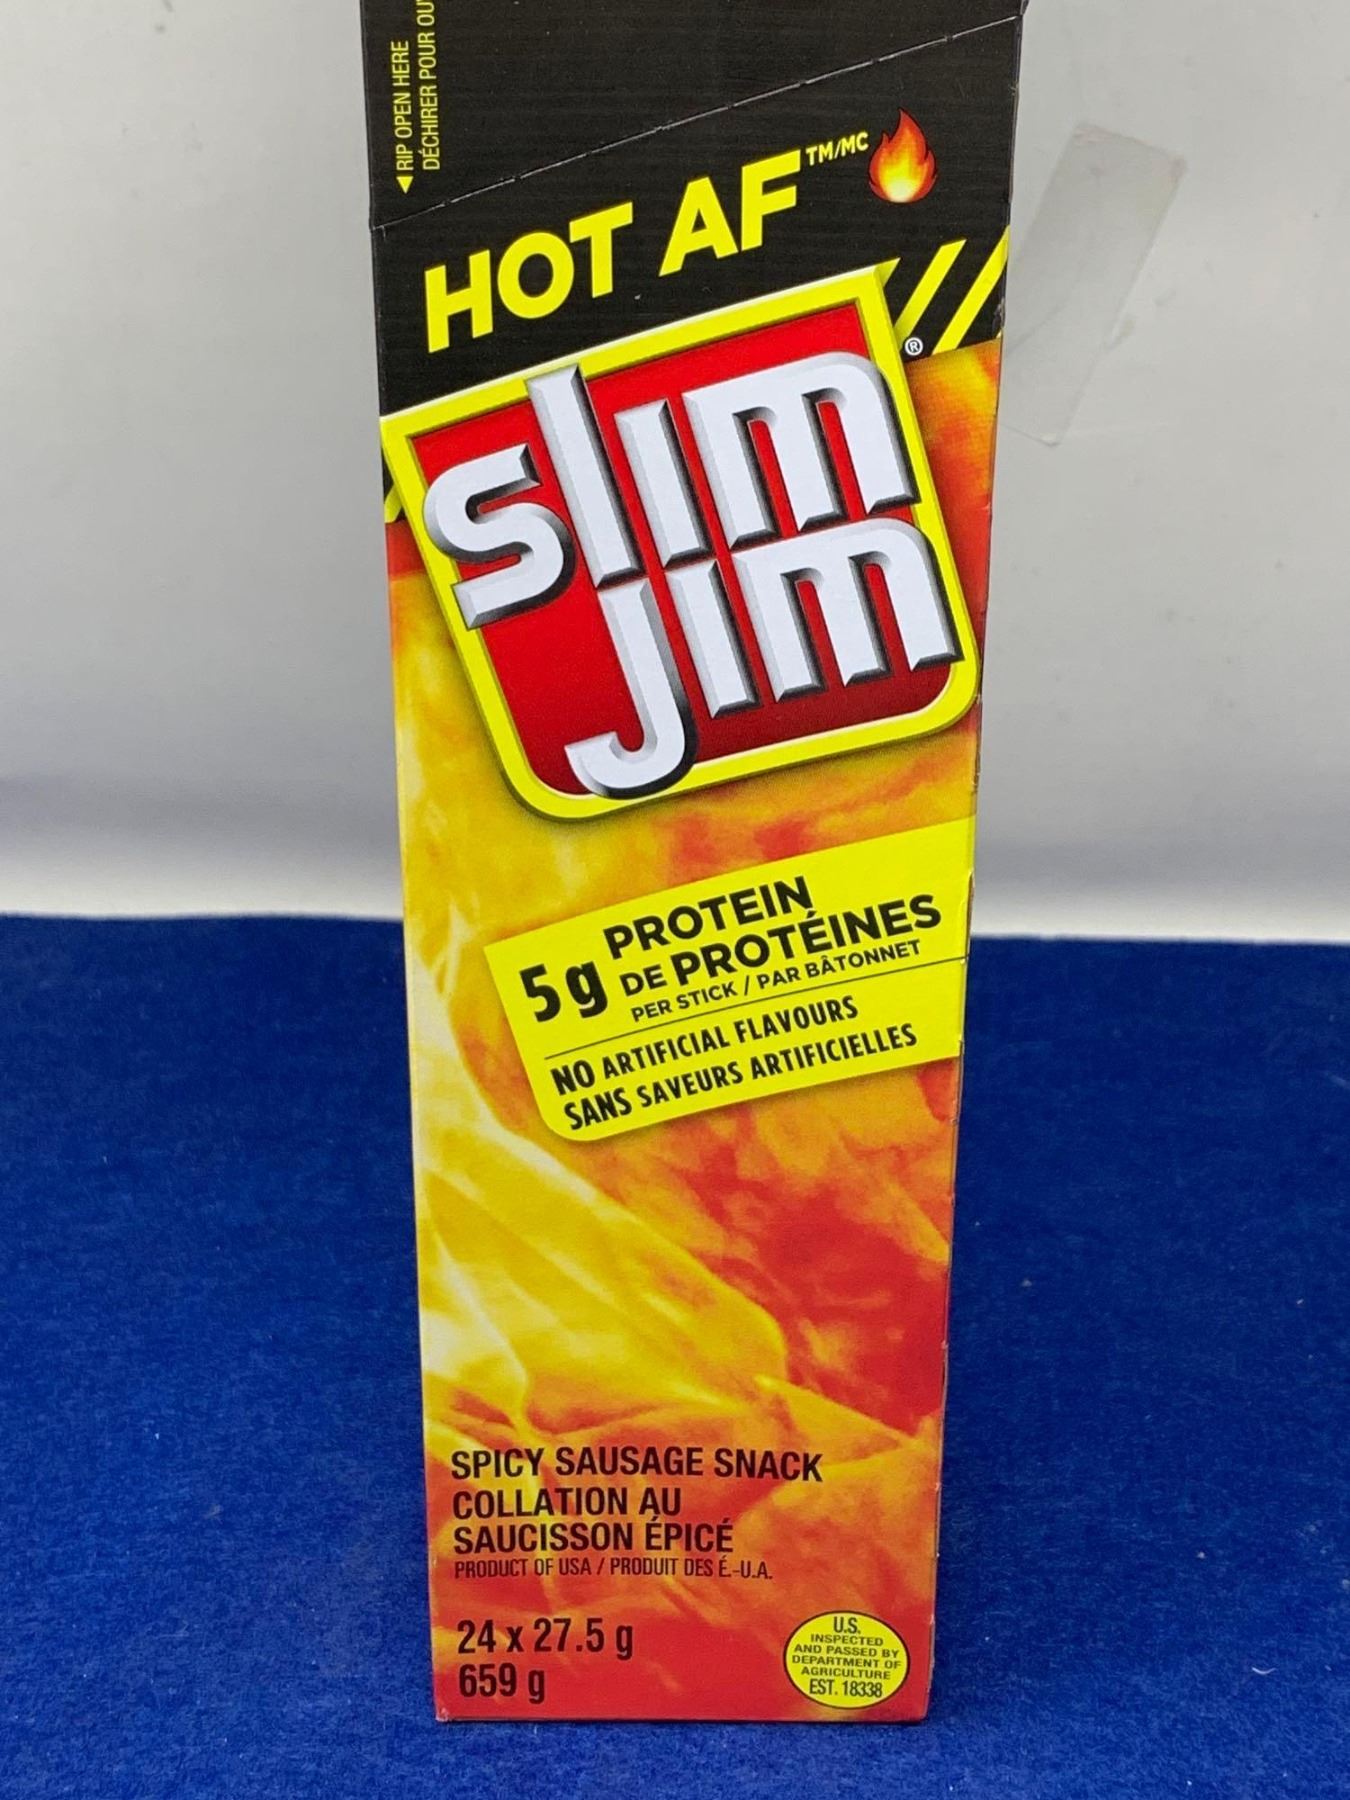 ◀ RIP OPEN HERE
DÉCHIRER POUR
HOT AF TM/MC
slim
jim ®
5 g PROTEIN
DE PROTÉINES
PER STICK / PAR BÂTONNET
NO ARTIFICIAL FLAVOURS
SANS SAVEURS ARTIFICIELLES
SPICY SAUSAGE SNACK
COLLATION AU
SAUCISSON ÉPICÉ
PRODUCT OF USA / PRODUIT DES É.-U.A.
24 x 27.5 g
659 g
U.S.
INSPECTED
AND PASSED BY
DEPARTMENT OF
AGRICULTURE
EST. 18338